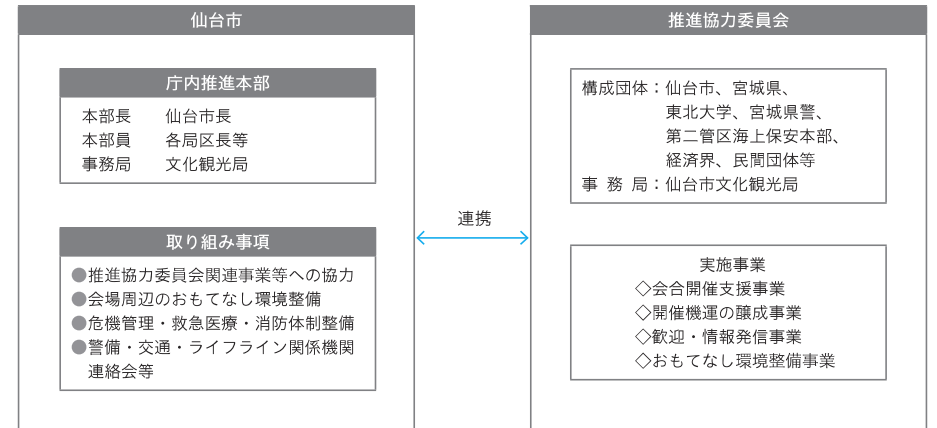 仙台市
庁内推進本部
本部長　仙台市長
本部員　各局区長等
事務局　文化観光局
取り組み事項
●推進協力委員会関連事業等への協力
●会場周辺のおもてなし環境整備
●危機管理・救急医療・消防体制整備
●警備・交通・ライフライン関係機関
連絡会等
連携
推進協力委員会
構成団体：仙台市、宮城県、
東北大学、宮城県警、
第二管区海上保安本部、
経済界、民間団体等
事務局：仙台市文化観光局
実施事業
◇会合開催支援事業
◇開催機運の醸成事業
◇歓迎・情報発信事業
◇おもてなし環境整備事業